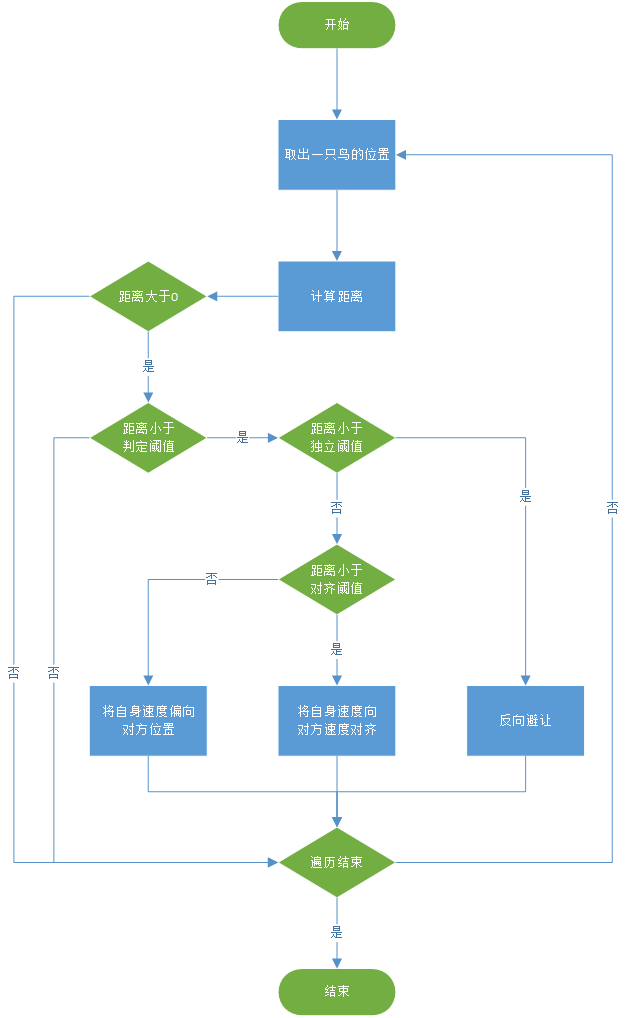 开始
取出一只鸟的位置
距离大于0
计算距离
是
距离小于
判定阈值
是
距离小于
独立阈值
是
否
否
距离小于
对齐阈值
否
是
否
否
将自身速度偏向
对方位置
将自身速度向
对方速度对齐
反向避让
遍历结束
是
结束